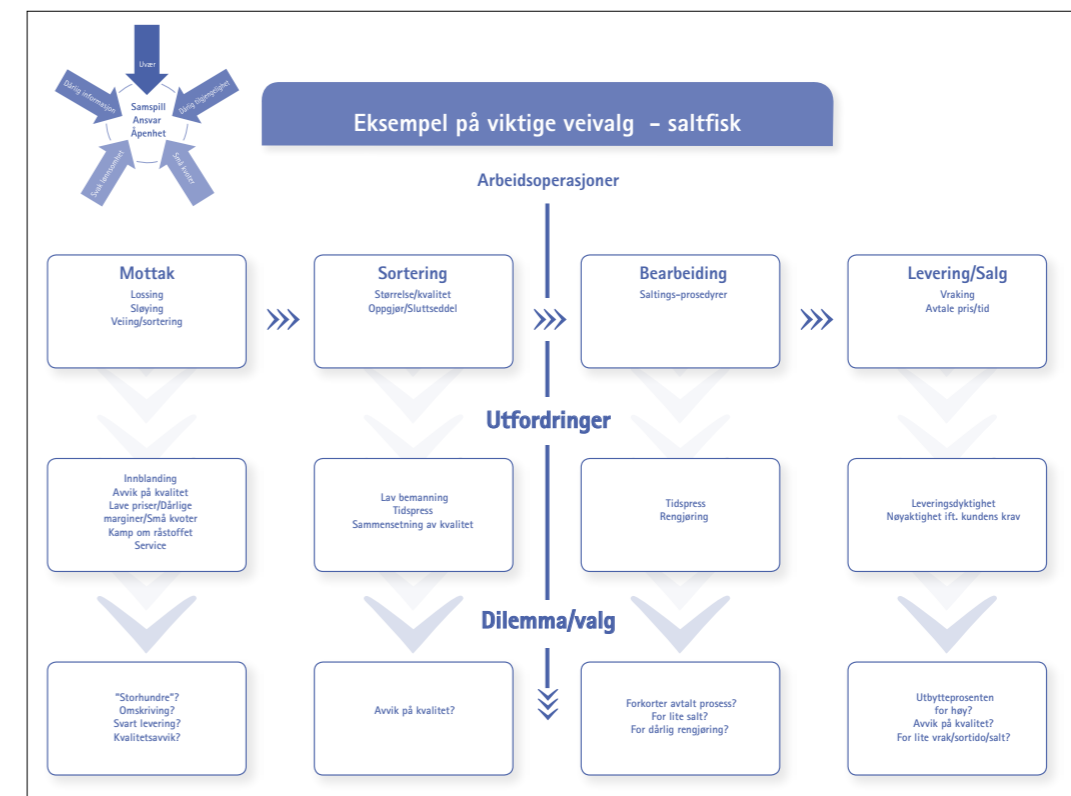 Uvær
Dårlig informasjon
Dårlig tilgjengelighet
Samspill
Ansvar
Åpenhet
Svak lønnsomhet
Små kvoter
Eksempel på viktige veivalg - saltfisk
Arbeidsoperasjoner
Mottak
Lossing
Sløying
Veiing/sortering
Sortering
Størrelse/kvalitet
Oppgjør/Sluttseddel
Bearbeiding
Saltings-prosedyrer
Levering/Salg
Vraking
Avtale pris/tid
Utfordringer
Innblanding
Avvik på kvalitet
Lave priser/Dårlige
marginer/Små kvoter
Kamp om råstoffet
Service
Lav bemanning
Tidspress
Sammensetning av kvalitet
Tidspress
Rengjøring
Leveringsdyktighet
Nøyaktighet ift. kundens krav
Dilemma/valg
"Storhundre"?
Omskriving?
Svart levering?
Kvalitetsavvik?
Avvik på kvalitet?
Forkorter avtalt prosess?
For lite salt?
For dårlig rengjøring?
Utbytteprosenten
for høy?
Avvik på kvalitet?
For lite vrak/sortido/salt?